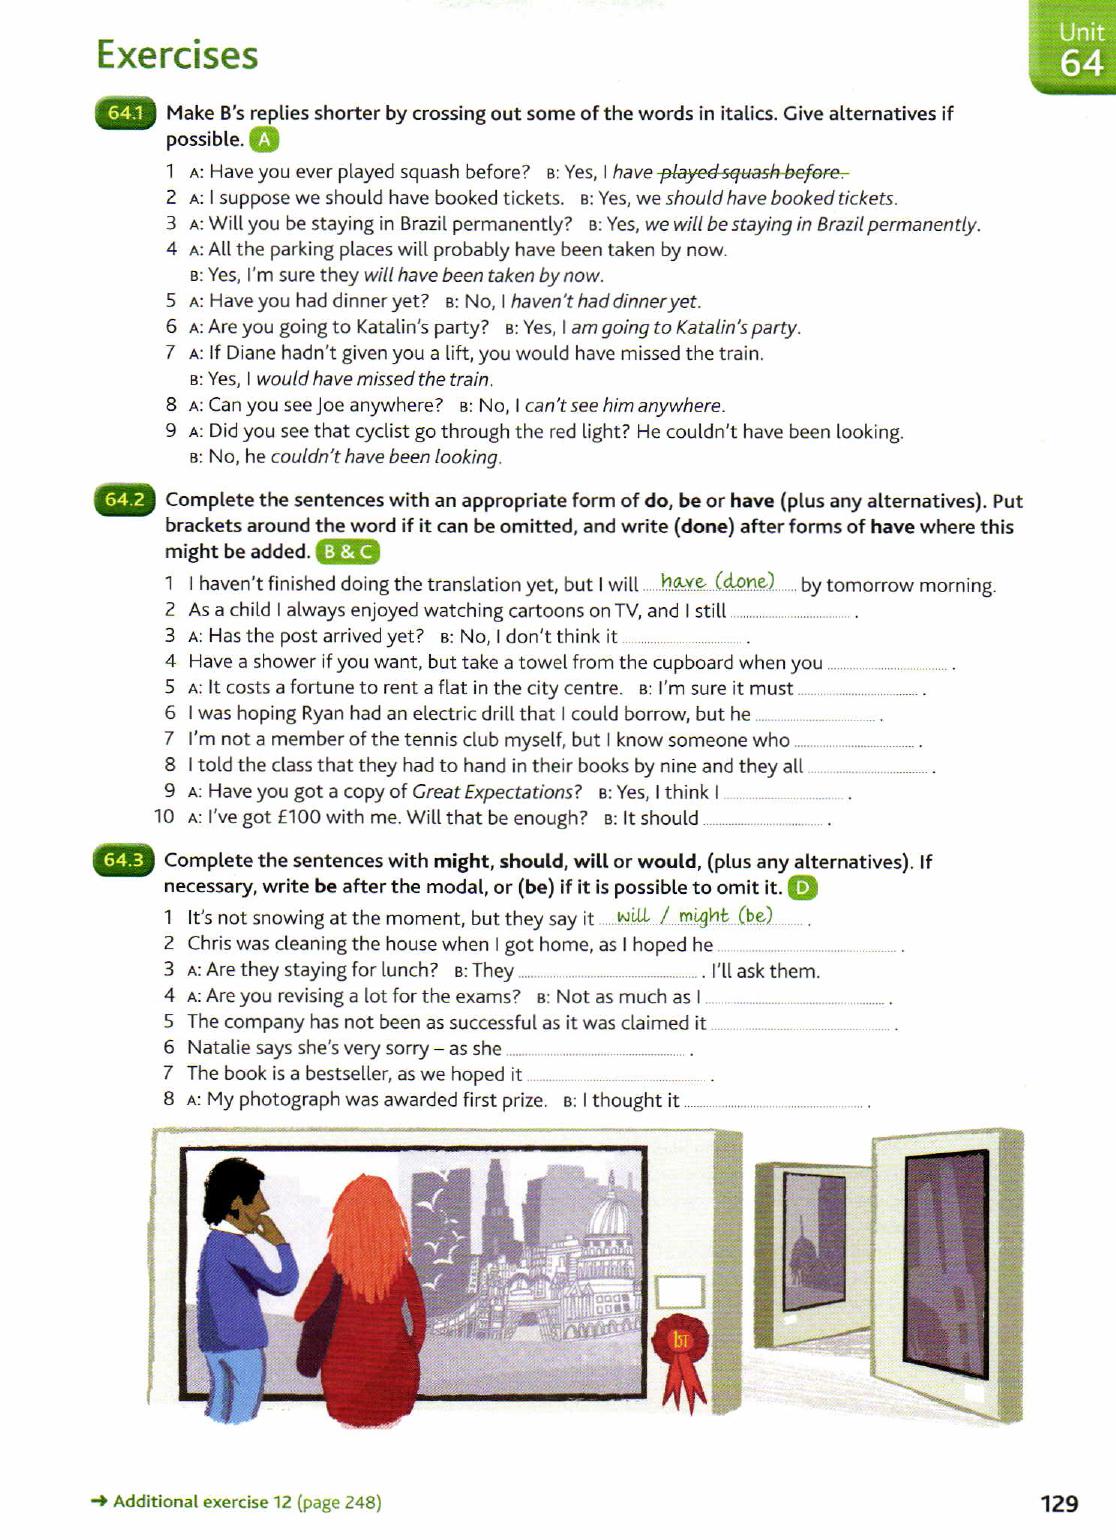 Unit
64
Exercises
64.1 Make B's replies shorter by crossing out some of the words in italics. Give alternatives if
possible. A
1 A: Have you ever played squash before? B: Yes, I have played squash before.
2 A: I suppose we should have booked tickets. B: Yes, we should have booked tickets.
3 A: Will you be staying in Brazil permanently? B: Yes, we will be staying in Brazil permanently.
4 A: All the parking places will probably have been taken by now.
B: Yes, I'm sure they will have been taken by now.
5 A: Have you had dinner yet? B: No, I haven't had dinner yet.
6 A: Are you going to Katalin's party? B: Yes, I am going to Katalin's party.
7 A: If Diane hadn't given you a lift, you would have missed the train.
B: Yes, I would have missed the train.
8 A: Can you see Joe anywhere? B: No, I can't see him anywhere.
9 A: Did you see that cyclist go through the red light? He couldn't have been looking.
B: No, he couldn't have been looking.
64.2 Complete the sentences with an appropriate form of do, be or have (plus any alternatives). Put
brackets around the word if it can be omitted, and write (done) after forms of have where this
might be added. B & C
1 I haven't finished doing the translation yet, but I will have (done) by tomorrow morning.
2 As a child I always enjoyed watching cartoons on TV, and I still .
3 A: Has the post arrived yet? B: No, I don't think it .
4 Have a shower if you want, but take a towel from the cupboard when you .
5 A: It costs a fortune to rent a flat in the city centre. B: I'm sure it must .
6 I was hoping Ryan had an electric drill that I could borrow, but he .
7 I'm not a member of the tennis club myself, but I know someone who .
8 I told the class that they had to hand in their books by nine and they all .
9 A: Have you got a copy of Great Expectations? B: Yes, I think I .
10 A: I've got £100 with me. Will that be enough? B: It should .
64.3 Complete the sentences with might, should, will or would, (plus any alternatives). If
necessary, write be after the modal, or (be) if it is possible to omit it. D
1 It's not snowing at the moment, but they say it will / might (be) .
2 Chris was cleaning the house when I got home, as I hoped he .
3 A: Are they staying for lunch? B: They . I'll ask them.
4 A: Are you revising a lot for the exams? B: Not as much as I .
5 The company has not been as successful as it was claimed it .
6 Natalie says she's very sorry – as she .
7 The book is a bestseller, as we hoped it .
8 A: My photograph was awarded first prize. B: I thought it .
1ST
➔ Additional exercise 12 (page 248)
129